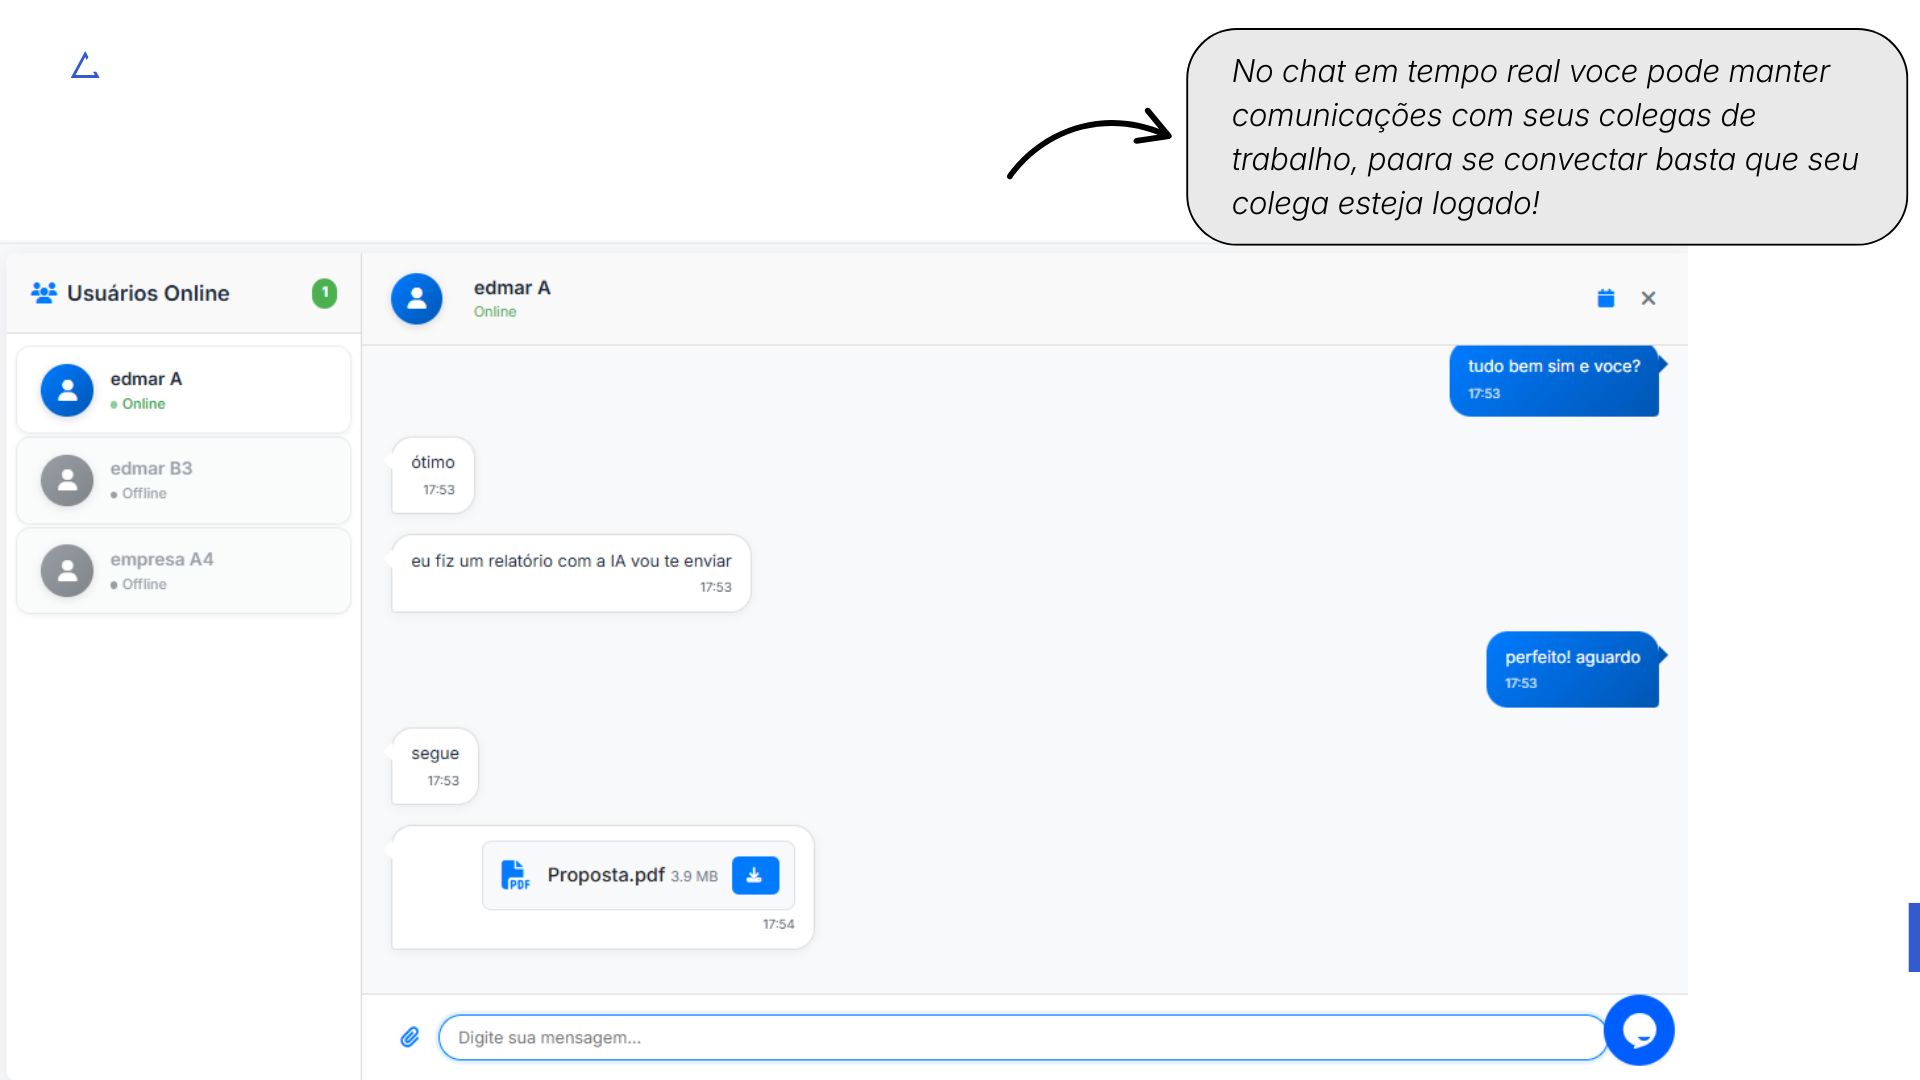 No chat em tempo real voce pode manter
comunicações com seus colegas de
trabalho, paara se convectar basta que seu
colega esteja logado!
Usuários Online
1
edmar A
Online
edmar B3
Offline
empresa A4
Offline
edmar A
Online
tudo bem sim e voce?
17:53
ótimo
17:53
eu fiz um relatório com a IA vou te enviar
17:53
perfeito! aguardo
17:53
segue
17:53
PDF
Proposta.pdf 3.9 MB
17:54
Digite sua mensagem...